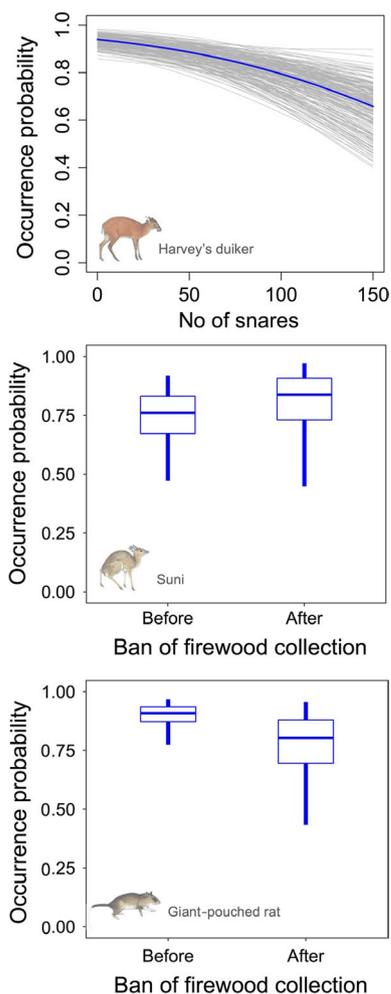 Occurrence probability
1.0
0.8
0.6
0.4
0.2
0.0
Harvey's duiker
0 50 100 150
No of snares
Occurrence probability
1.00
0.75
0.50
0.25
0.00
Suni
Before After
Ban of firewood collection
Occurrence probability
1.00
0.75
0.50
0.25
0.00
Giant-pouched rat
Before After
Ban of firewood collection